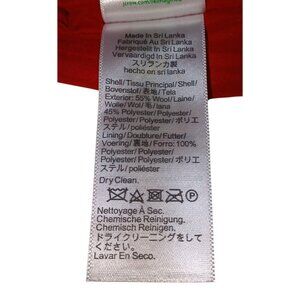 Made In Sri Lanka
Fabriqué Au Sri Lanka
Hergestellt In Sri Lanka
Vervaardigd In Sri Lanka
スリランカ製
hecho en sri lanka
Shell/Tissu Principal/Shell/
Bovenstof/表地/Tela
Exterior: 55% Wool/Laine/
Wolle/Wol/毛/lana
45% Polyester/Polyester/
Polyester/Polyester/ポリエ
ステル/poliéster
Lining/Doublure/Futter/
Voering/裏地/Forro: 100%
Polyester/Polyester/
Polyester/Polyester/ポリエ
ステル/poliéster
Dry Clean.
Nettoyage À Sec.
Chemische Reinigung.
Chemisch Reinigen.
ドライクリーニングをして
ください。
Lavar En Seco.